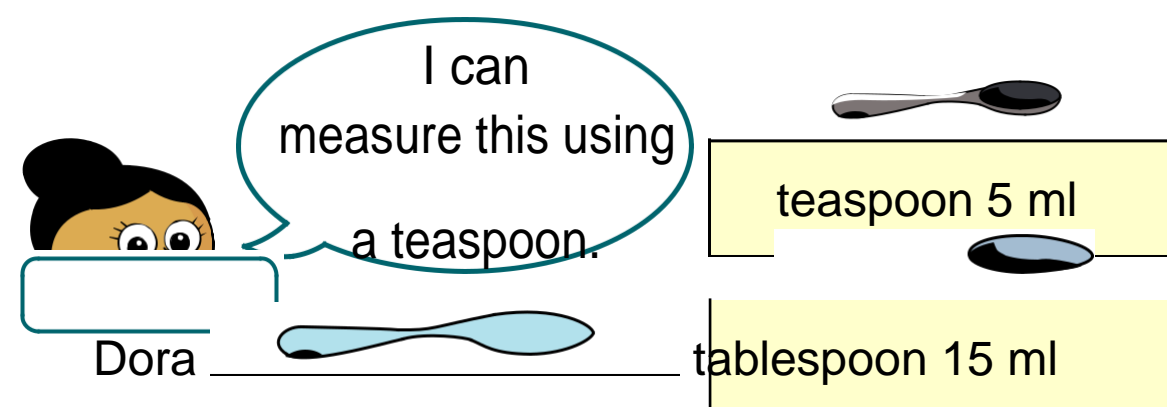 I can
measure this using
a teaspoon.
teaspoon 5 ml
Dora
tablespoon 15 ml